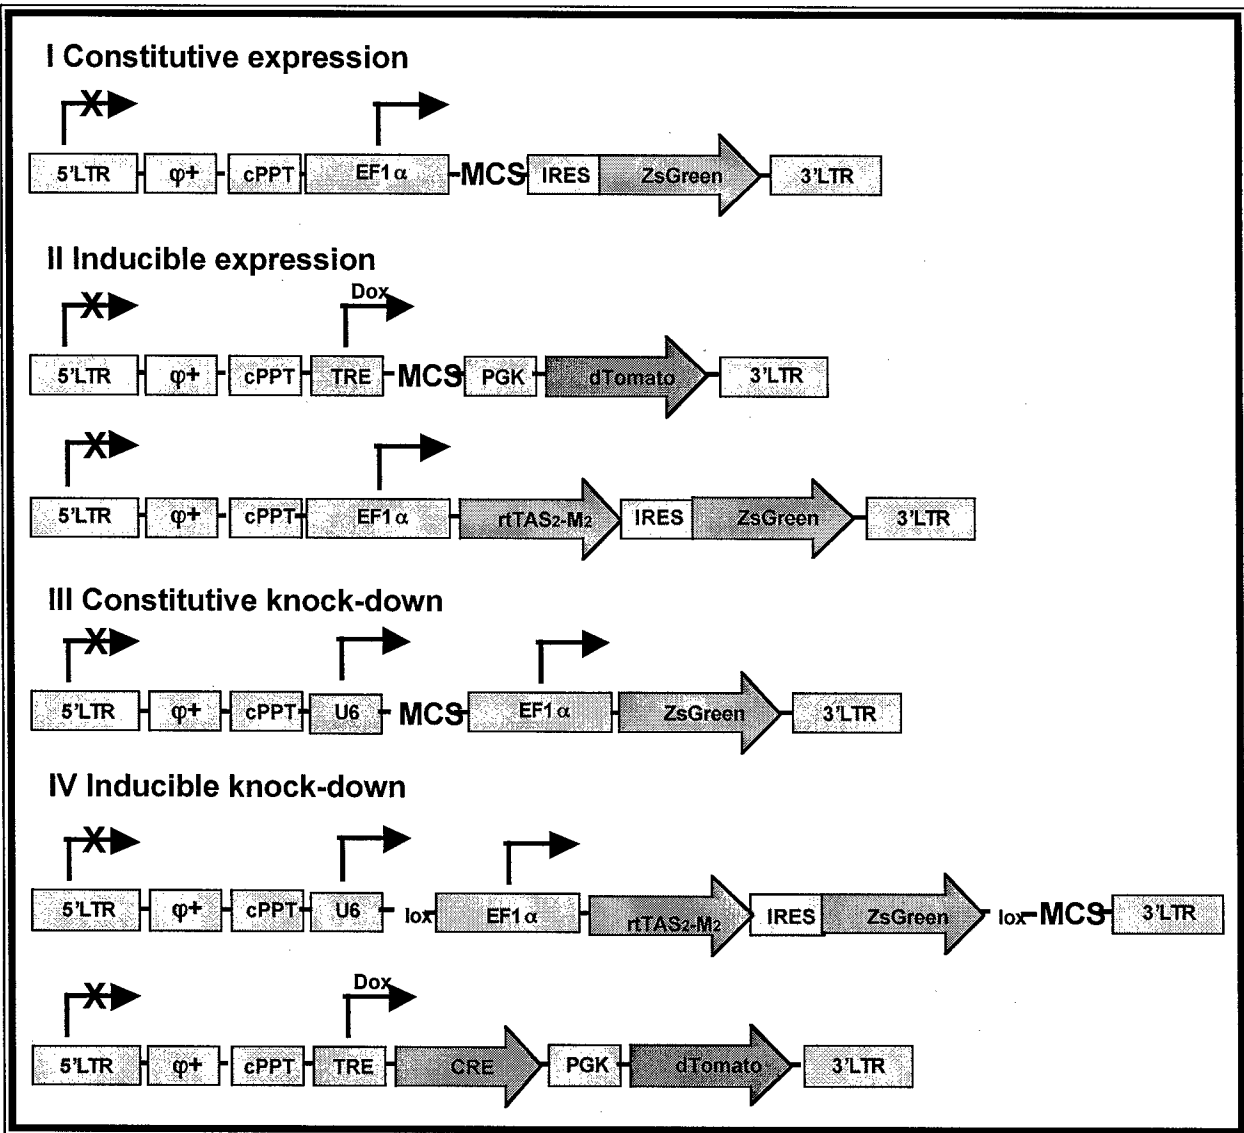 I Constitutive expression
X
5'LTR φ+ cPPT EF1α MCS IRES ZsGreen 3'LTR
II Inducible expression
X Dox
5'LTR φ+ cPPT TRE MCS PGK dTomato 3'LTR
X
5'LTR φ+ cPPT EF1α rtTAS2-M2 IRES ZsGreen 3'LTR
III Constitutive knock-down
X
5'LTR φ+ cPPT U6 MCS EF1α ZsGreen 3'LTR
IV Inducible knock-down
X
5'LTR φ+ cPPT U6 lox EF1α rtTAS2-M2 IRES ZsGreen lox MCS 3'LTR
X Dox
5'LTR φ+ cPPT TRE CRE PGK dTomato 3'LTR